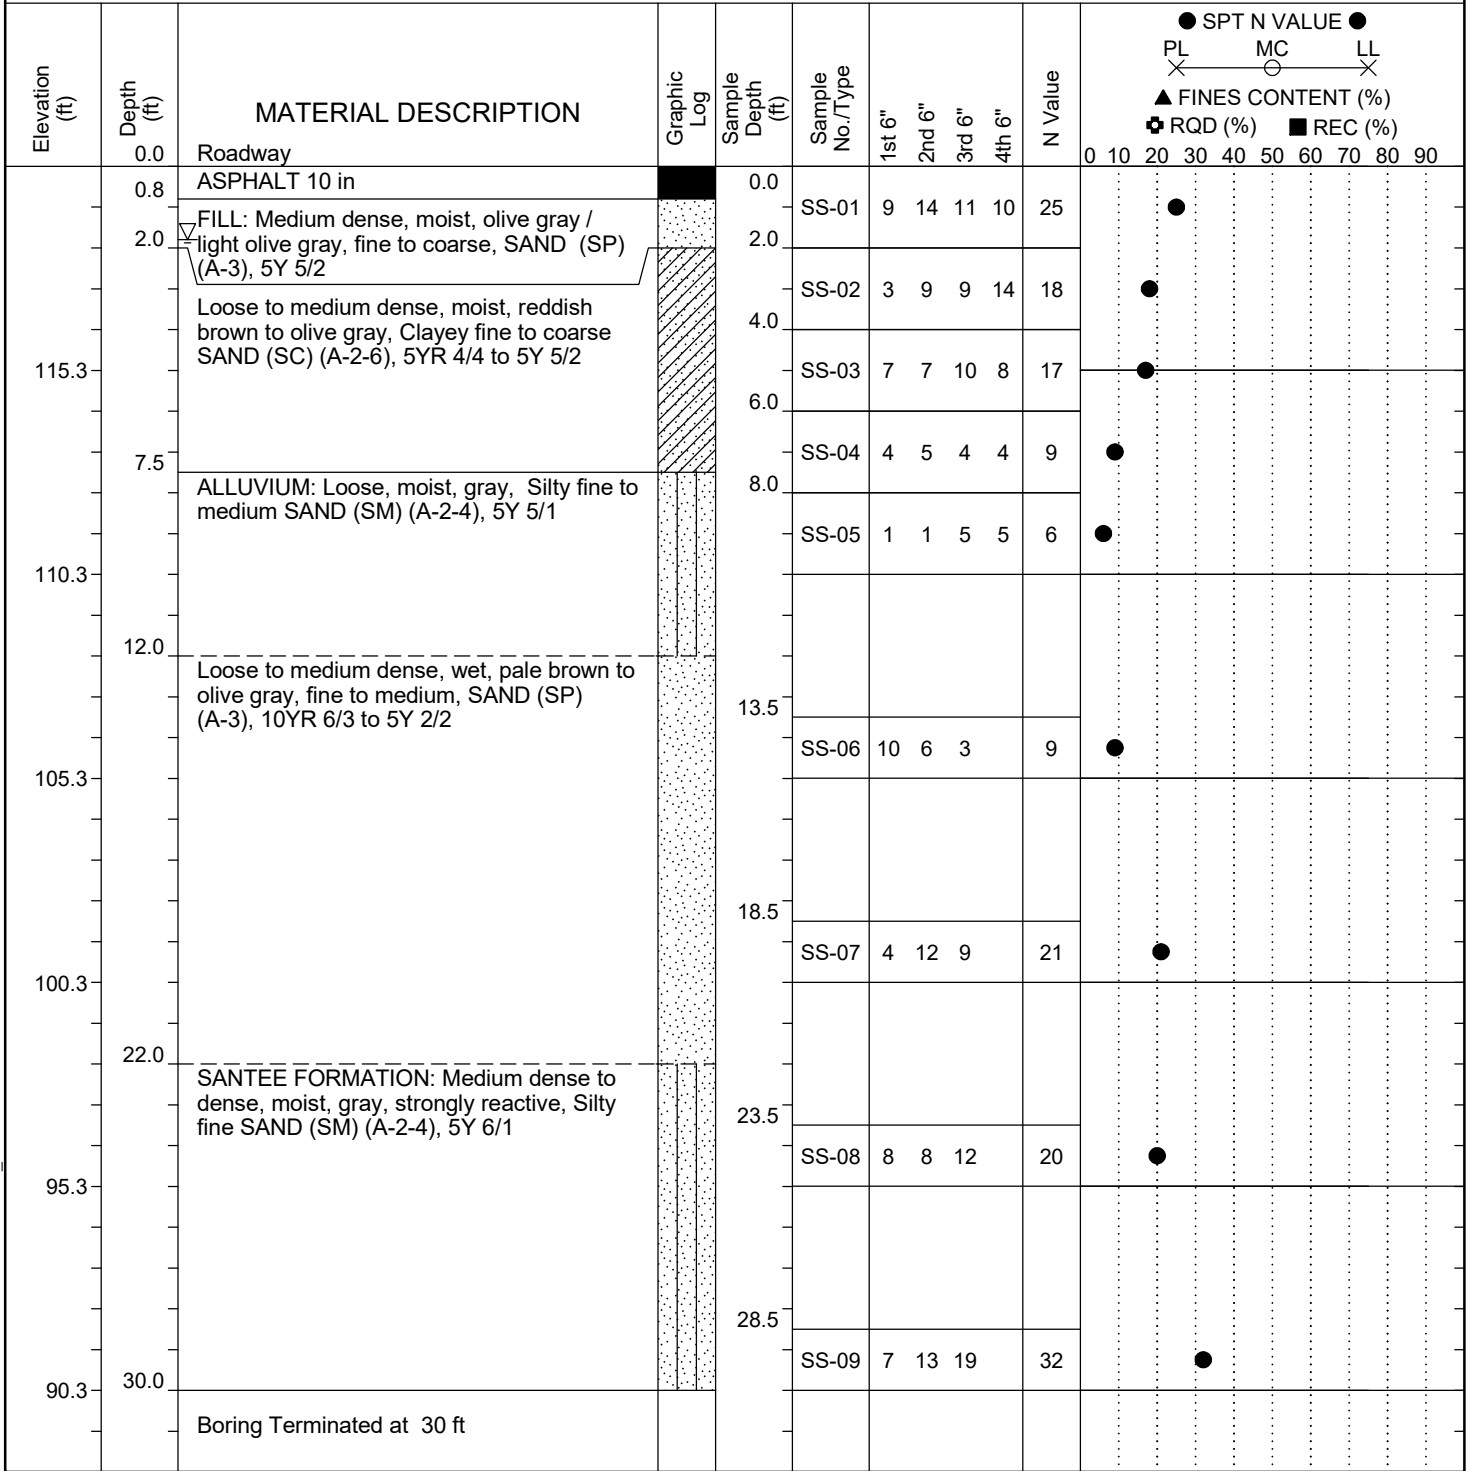 ● SPT N VALUE ●
PL MC LL
▲ FINES CONTENT (%)
RQD (%) ■ REC (%)
Elevation (ft)
Depth (ft)
MATERIAL DESCRIPTION
Graphic Log
Sample Depth (ft)
Sample No./Type
1st 6"
2nd 6"
3rd 6"
4th 6"
N Value
0 10 20 30 40 50 60 70 80 90
0.0 Roadway
0.8 ASPHALT 10 in 0.0
SS-01 9 14 11 10 25
FILL: Medium dense, moist, olive gray /
2.0 light olive gray, fine to coarse, SAND (SP) 2.0
(A-3), 5Y 5/2
SS-02 3 9 9 14 18
Loose to medium dense, moist, reddish
brown to olive gray, Clayey fine to coarse 4.0
SAND (SC) (A-2-6), 5YR 4/4 to 5Y 5/2
115.3 SS-03 7 7 10 8 17
6.0
7.5 SS-04 4 5 4 4 9
ALLUVIUM: Loose, moist, gray, Silty fine to 8.0
medium SAND (SM) (A-2-4), 5Y 5/1
SS-05 1 1 5 5 6
110.3
12.0
Loose to medium dense, wet, pale brown to
olive gray, fine to medium, SAND (SP) 13.5
(A-3), 10YR 6/3 to 5Y 2/2
SS-06 10 6 3 9
105.3
18.5
SS-07 4 12 9 21
100.3
22.0
SANTEE FORMATION: Medium dense to
dense, moist, gray, strongly reactive, Silty 23.5
fine SAND (SM) (A-2-4), 5Y 6/1
SS-08 8 8 12 20
95.3
28.5
SS-09 7 13 19 32
90.3 30.0
Boring Terminated at 30 ft